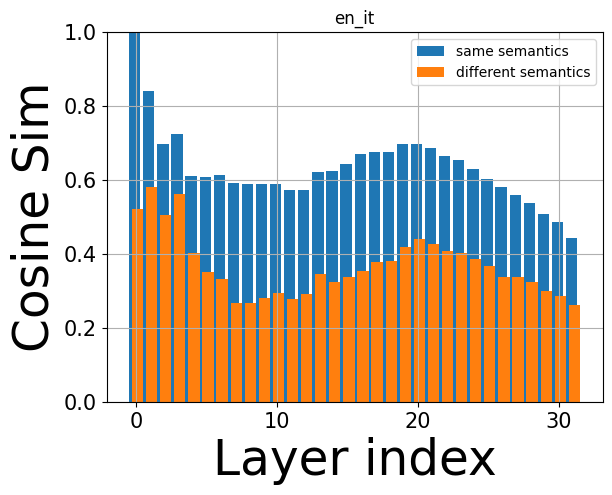 en_it
same semantics
different semantics
Cosine Sim
1.0
0.8
0.6
0.4
0.2
0.0
0 10 20 30
Layer index